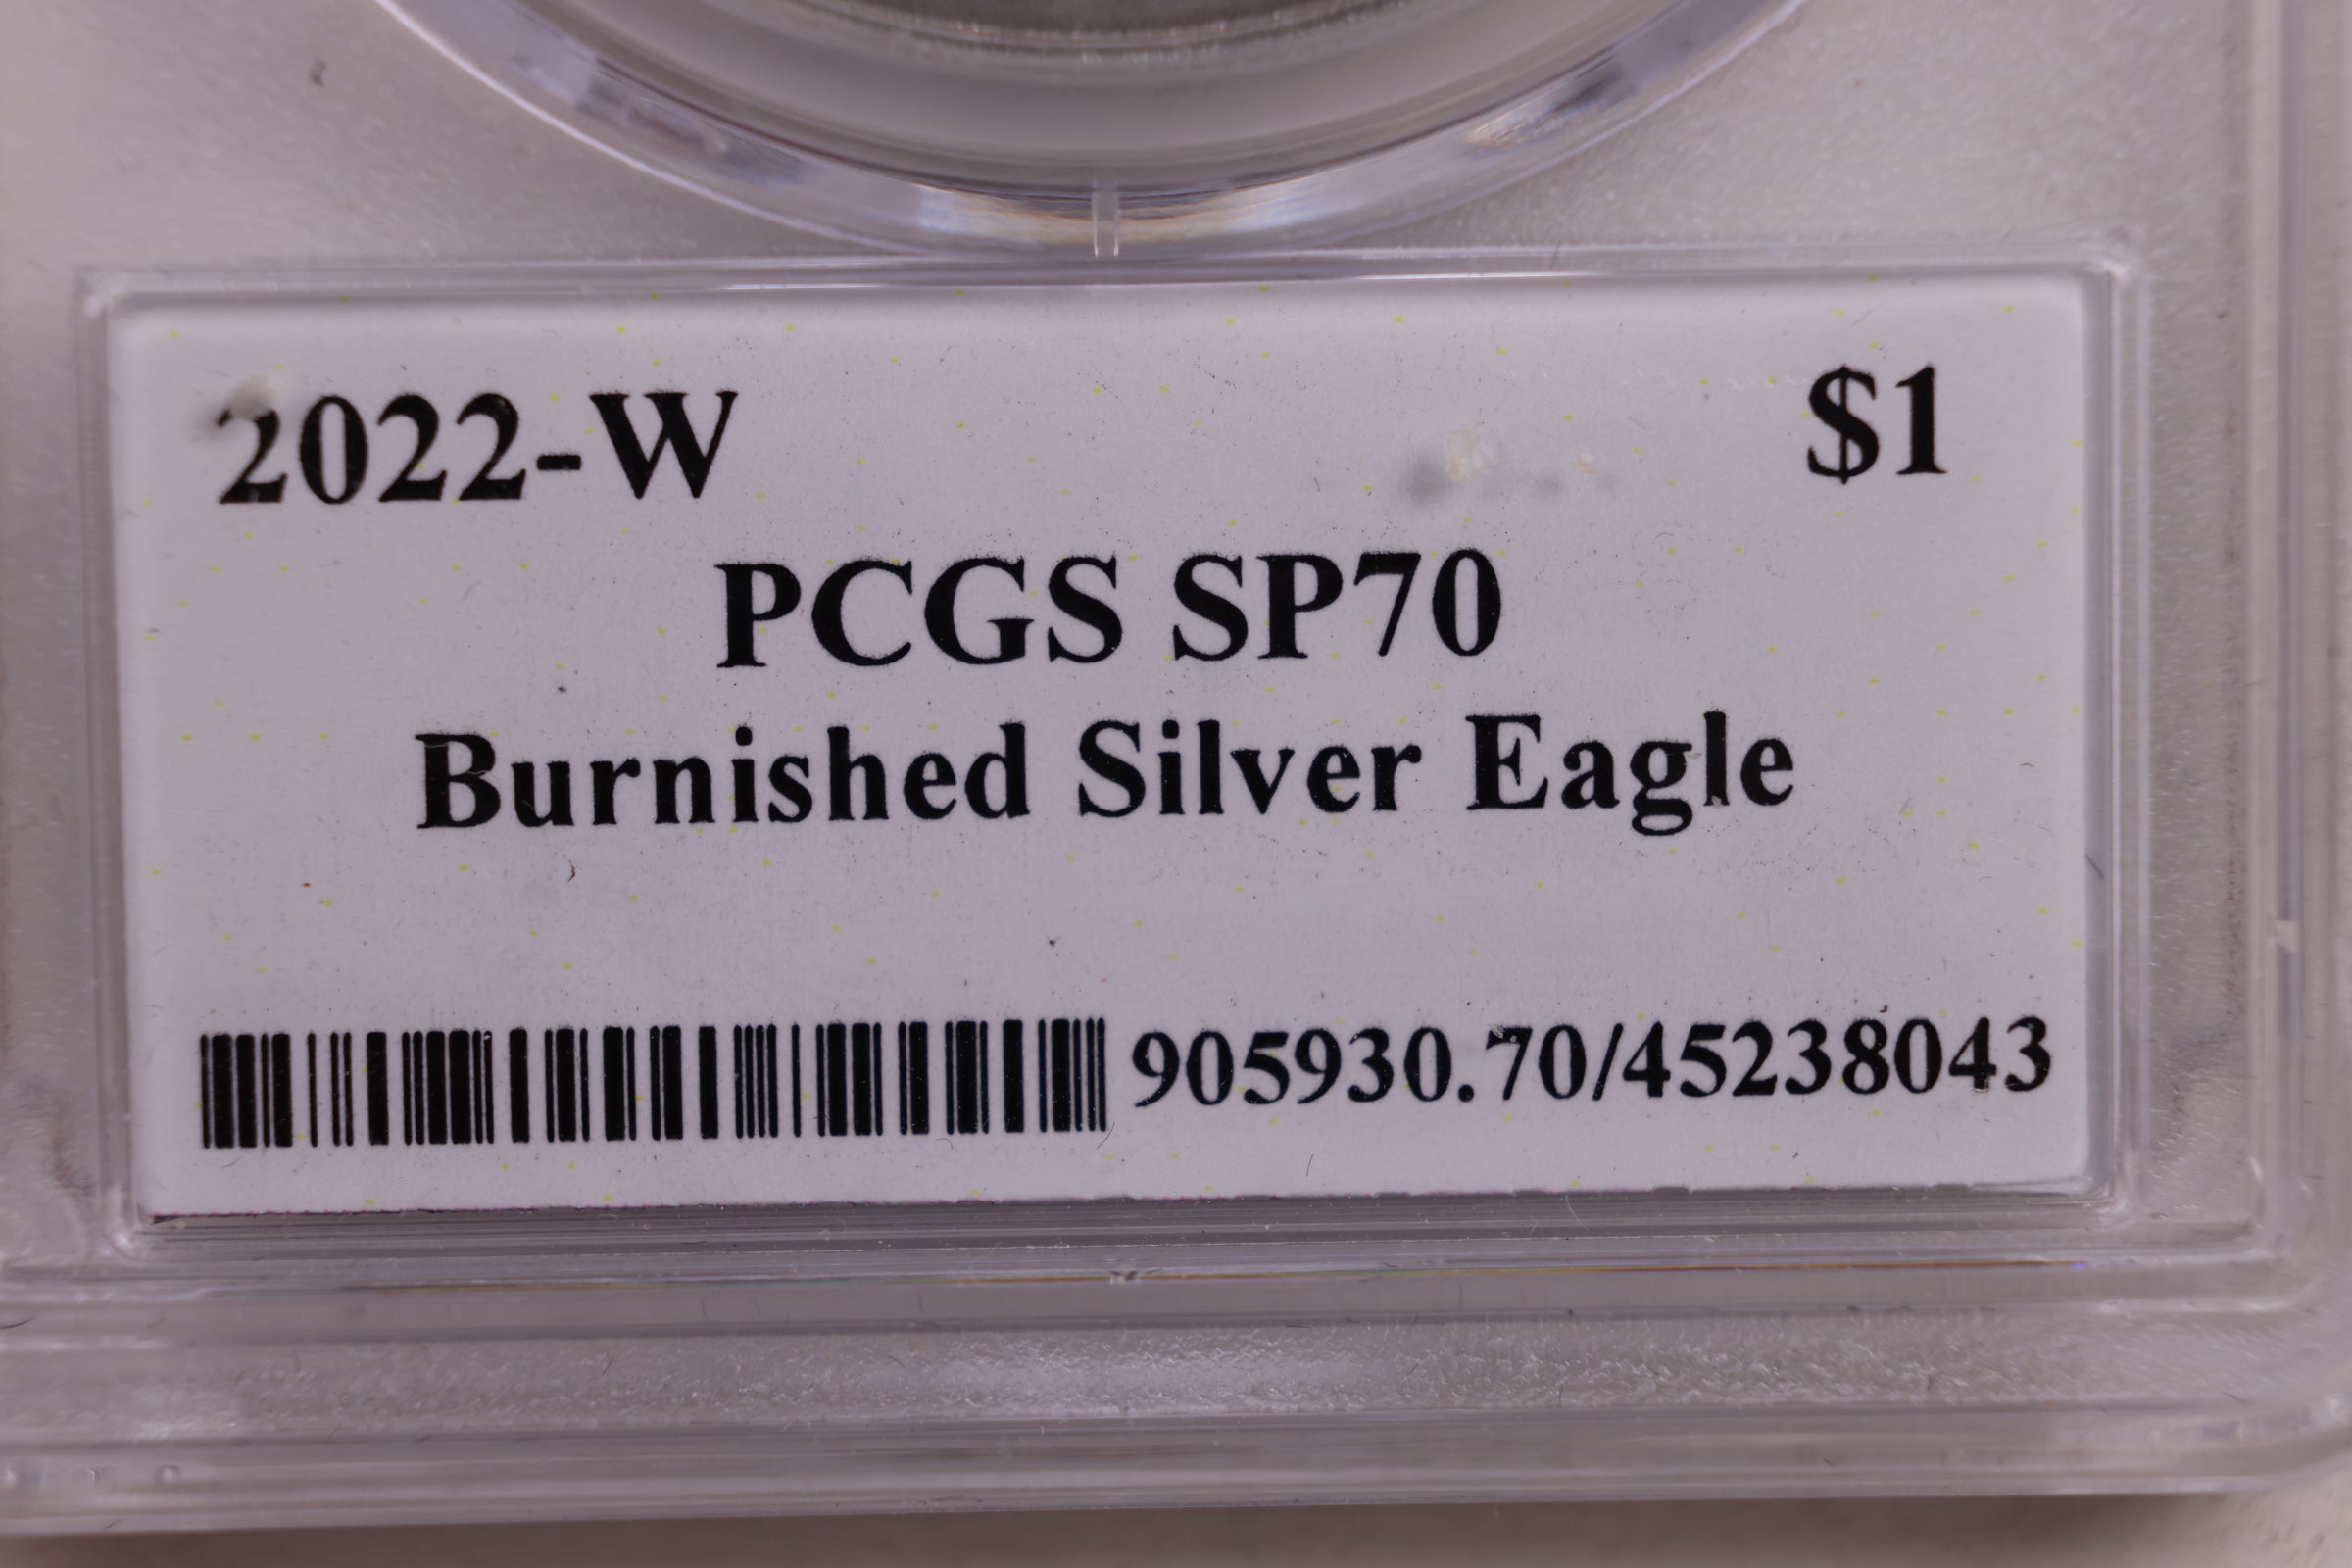 2022-W $1
PCGS SP70
Burnished Silver Eagle
905930.70/45238043